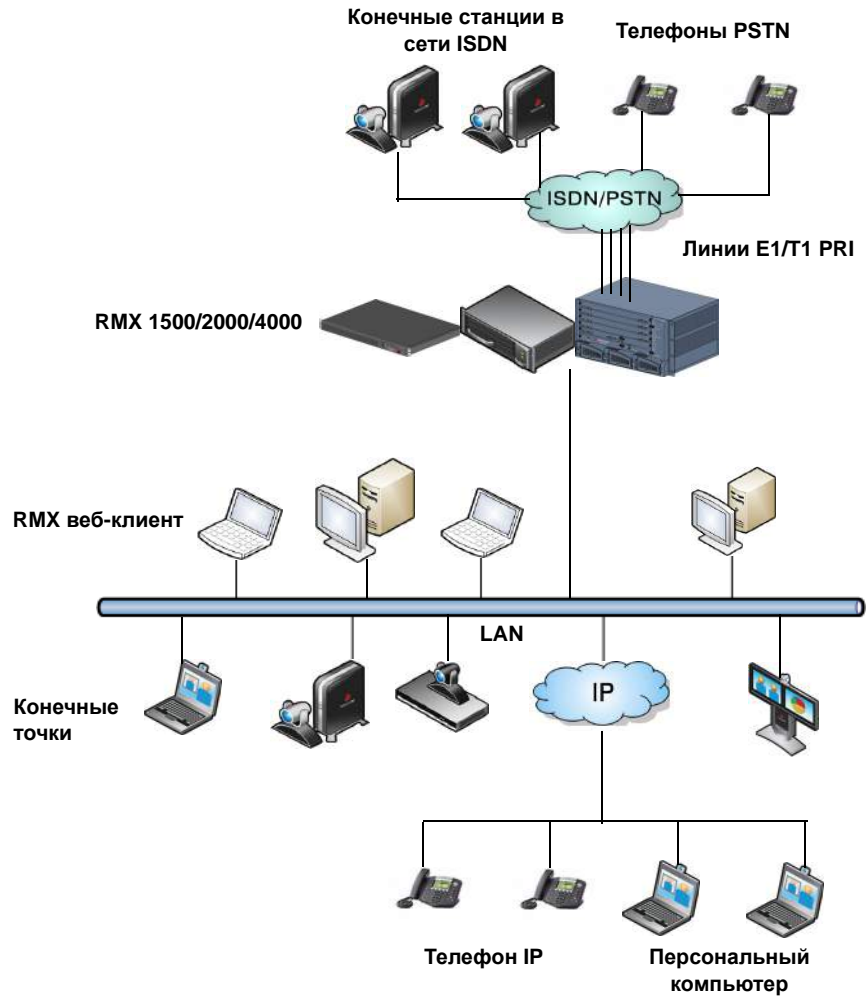 Конечные станции в
сети ISDN
Телефоны PSTN
ISDN/PSTN
Линии E1/T1 PRI
RMX 1500/2000/4000
RMX веб-клиент
LAN
Конечные
точки
IP
Телефон IP
Персональный
компьютер